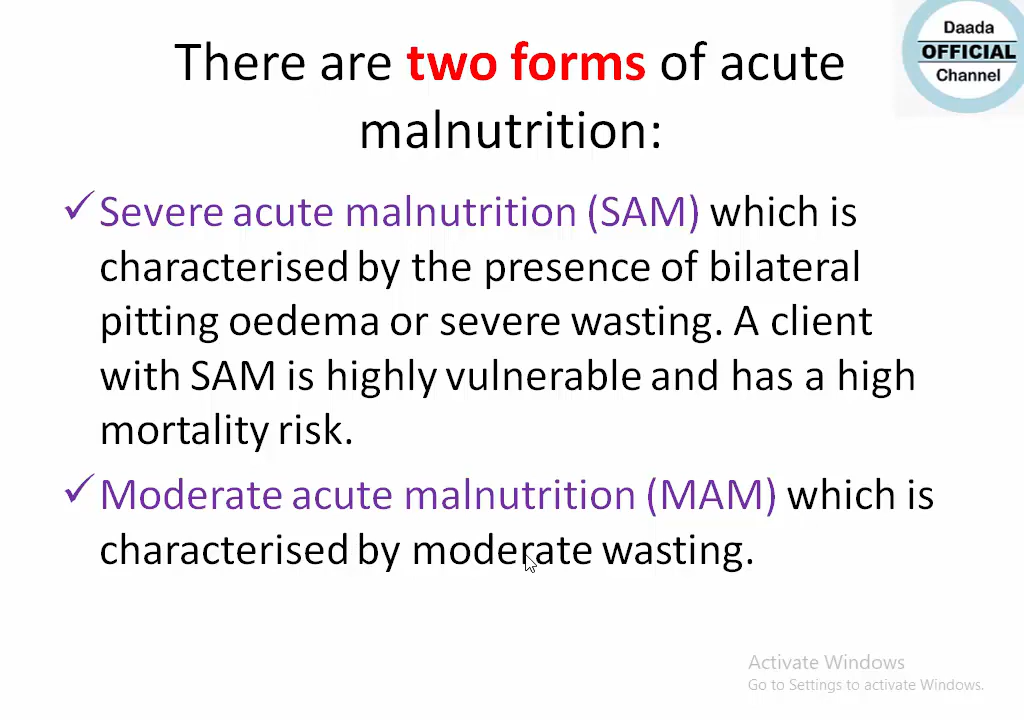 Daada
OFFICIAL
Channel
There are two forms of acute
malnutrition:
✓Severe acute malnutrition (SAM) which is
characterised by the presence of bilateral
pitting oedema or severe wasting. A client
with SAM is highly vulnerable and has a high
mortality risk.
✓Moderate acute malnutrition (MAM) which is
characterised by moderate wasting.
Activate Windows
Go to Settings to activate Windows.